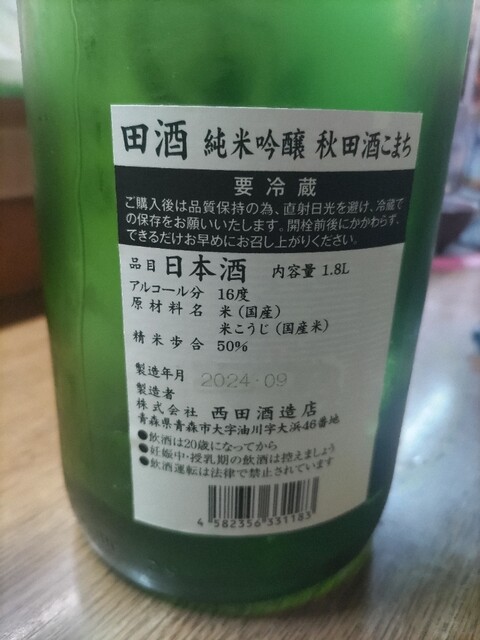 田酒 純米吟醸 秋田酒こまち
要冷蔵
ご購入後は品質保持の為、直射日光を避け、冷蔵で
の保存をお願いいたします。開栓前後にかかわらず、
できるだけお早めにお召し上がりください。
品目 日本酒 内容量 1.8L
アルコール分 16度
原材料名 米(国産)
米こうじ(国産米)
精米歩合 50%
製造年月 2024.09
製造者
株式会社 西田酒造店
青森県青森市大字油川字大浜46番地
●飲酒は20歳になってから
●妊娠中・授乳期の飲酒は控えましょう
●飲酒運転は法律で禁止されています
4 582356 331183